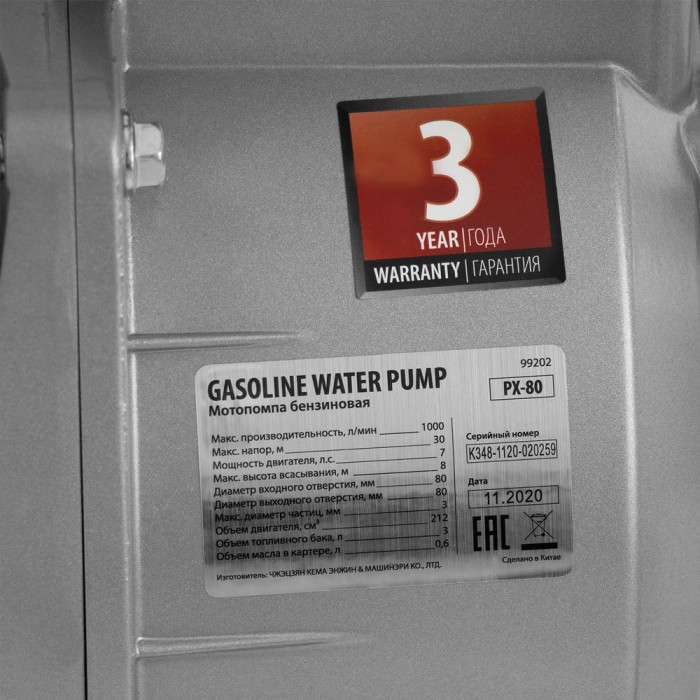 3
YEAR|ГОДА
WARRANTY|ГАРАНТИЯ
99202
GASOLINE WATER PUMP
PX-80
Мотопомпа бензиновая
Макс. производительность, л/мин 1000
Макс. напор, м 30
Мощность двигателя, л.с. 7
Макс. высота всасывания, м 8
Диаметр входного отверстия, мм 80
Диаметр выходного отверстия, мм 80
Макс. диаметр частиц, мм 3
Объем двигателя, см³ 212
Объем топливного бака, л 3
Объем масла в картере, л 0,6
Серийный номер
K348-1120-020259
Дата
11.2020
EAC
Сделано в Китае
Изготовитель: ЧЖЭЦЗЯН КЕМА ЭНЖИН & МАШИНЭРИ КО., ЛТД.